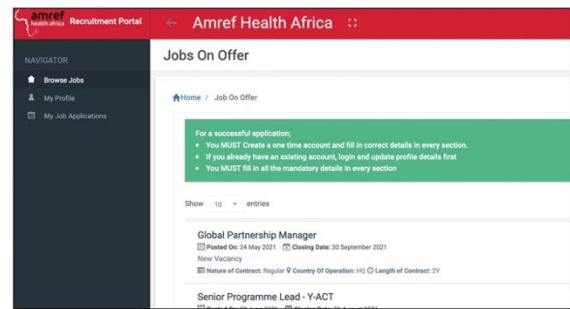 amref
health africa
Recruitment Portal
← Amref Health Africa
NAVIGATOR
Browse Jobs
My Profile
My Job Applications
Jobs On Offer
Home / Job On Offer
For a successful application;
• You MUST Create a one time account and fill in correct details in every section.
• If you already have an existing account, login and update profile details first
• You MUST fill in all the mandatory details in every section
Show 10 entries
Global Partnership Manager
Posted On: 24 May 2021 Closing Date: 30 September 2021
New Vacancy
Nature of Contract: Regular Country Of Operation: HQ Length of Contract: 2Y
Senior Programme Lead - Y-ACT